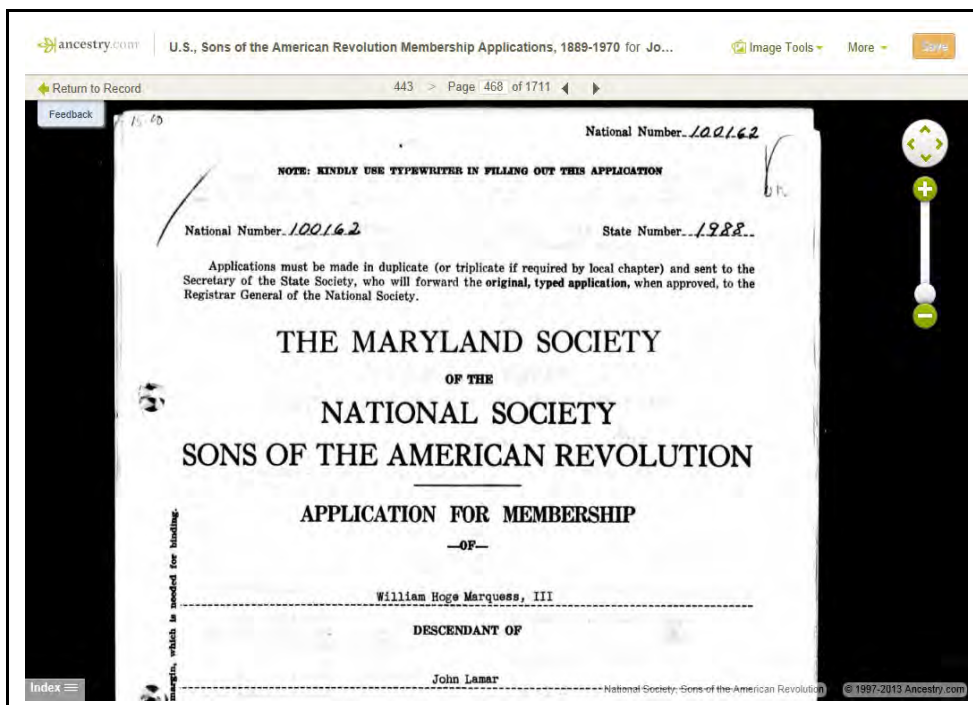 ancestry.com
U.S., Sons of the American Revolution Membership Applications, 1889-1970 for Jo...
Image Tools
More
Save
Return to Record
443 > Page 468 of 1711
Feedback
15.00
National Number 100162
NOTE: KINDLY USE TYPEWRITER IN FILLING OUT THIS APPLICATION
National Number 100162
State Number 1988
Applications must be made in duplicate (or triplicate if required by local chapter) and sent to the
Secretary of the State Society, who will forward the original, typed application, when approved, to the
Registrar General of the National Society.
THE MARYLAND SOCIETY
OF THE
NATIONAL SOCIETY
SONS OF THE AMERICAN REVOLUTION
APPLICATION FOR MEMBERSHIP
—OF—
William Hoge Marquess, III
DESCENDANT OF
John Lamar
margin, which is needed for binding.
Index
National Society, Sons of the American Revolution
© 1997-2013 Ancestry.com